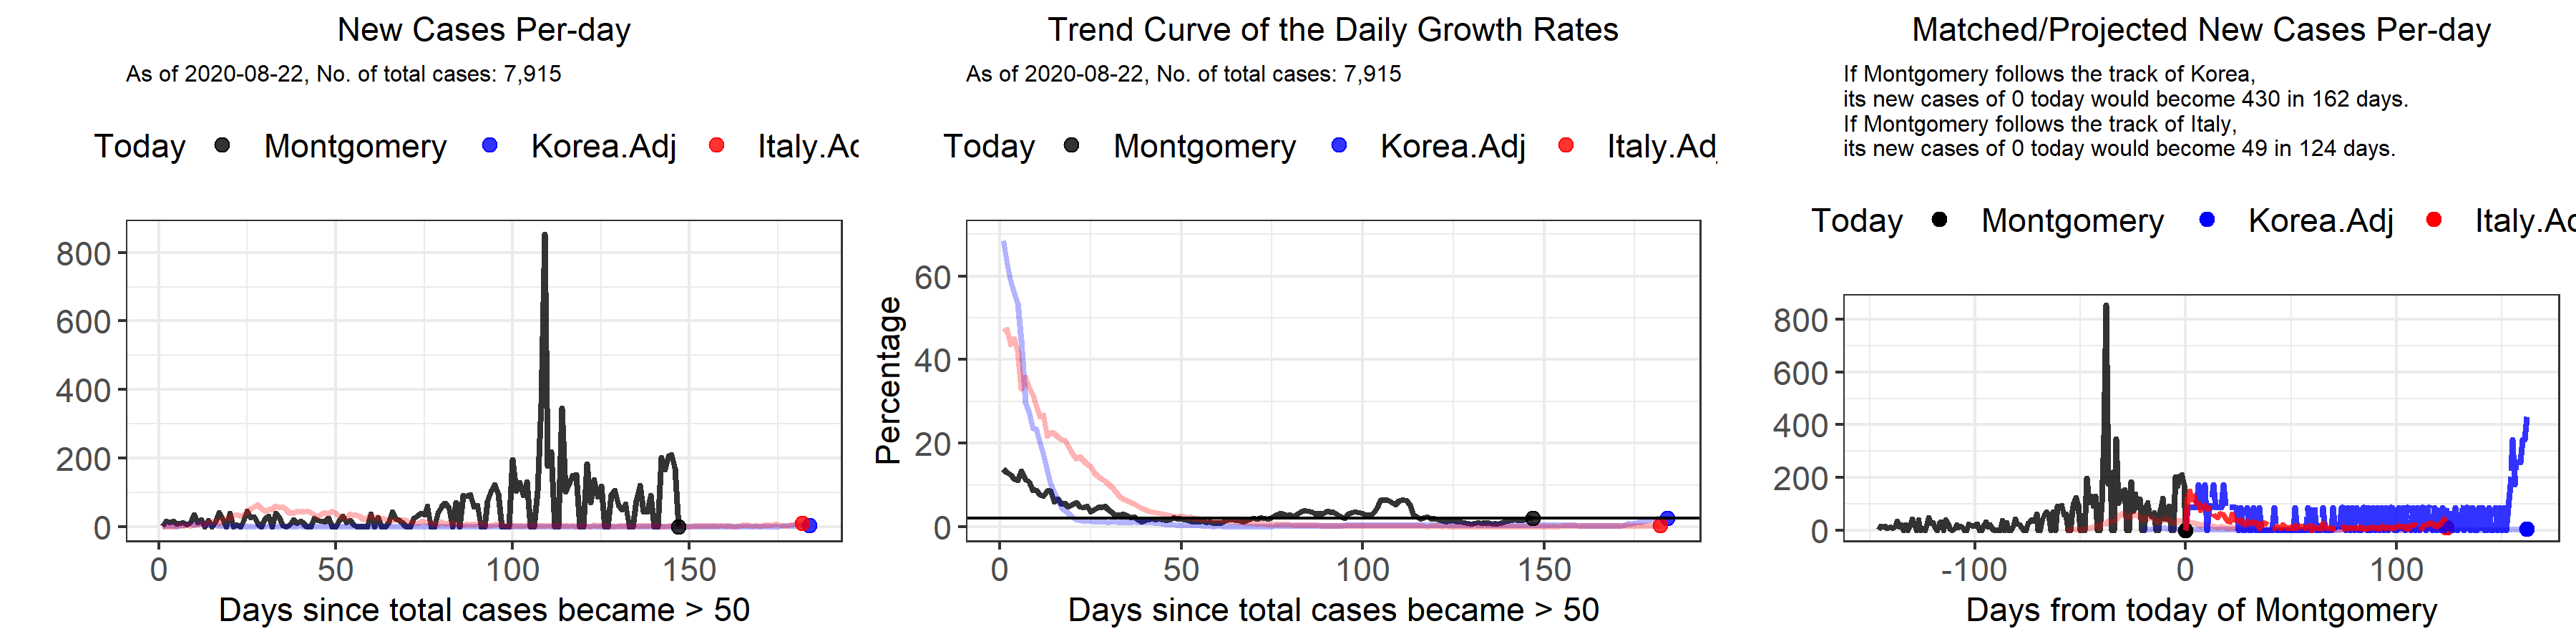 New Cases Per-day
As of 2020-08-22, No. of total cases: 7,915
Today Montgomery Korea.Adj Italy.Ac
800
600
400
200
0
0 50 100 150
Days since total cases became > 50
Trend Curve of the Daily Growth Rates
As of 2020-08-22, No. of total cases: 7,915
Today Montgomery Korea.Adj Italy.Adj
Percentage
60
40
20
0
0 50 100 150
Days since total cases became > 50
Matched/Projected New Cases Per-day
If Montgomery follows the track of Korea,
its new cases of 0 today would become 430 in 162 days.
If Montgomery follows the track of Italy,
its new cases of 0 today would become 49 in 124 days.
Today Montgomery Korea.Adj Italy.Ac
800
600
400
200
0
-100 0 100
Days from today of Montgomery